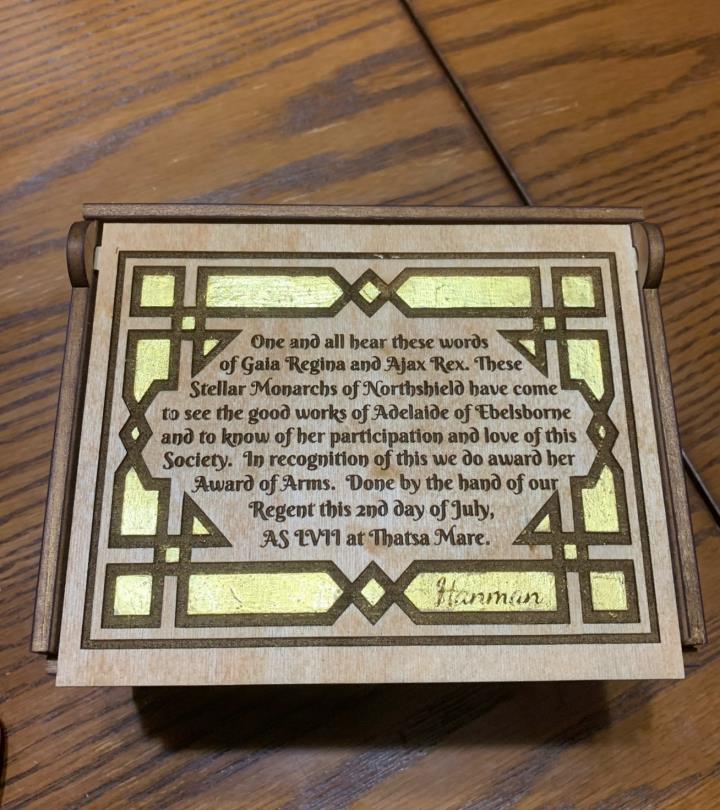 One and all hear these words
of Gaia Regina and Ajax Rex. These
Stellar Monarchs of Northshield have come
to see the good works of Adelaide of Ebelsborne
and to know of her participation and love of this
Society. In recognition of this we do award her
Award of Arms. Done by the hand of our
Regent this 2nd day of July,
AS LVII at Thatsa Mare.
Hanman